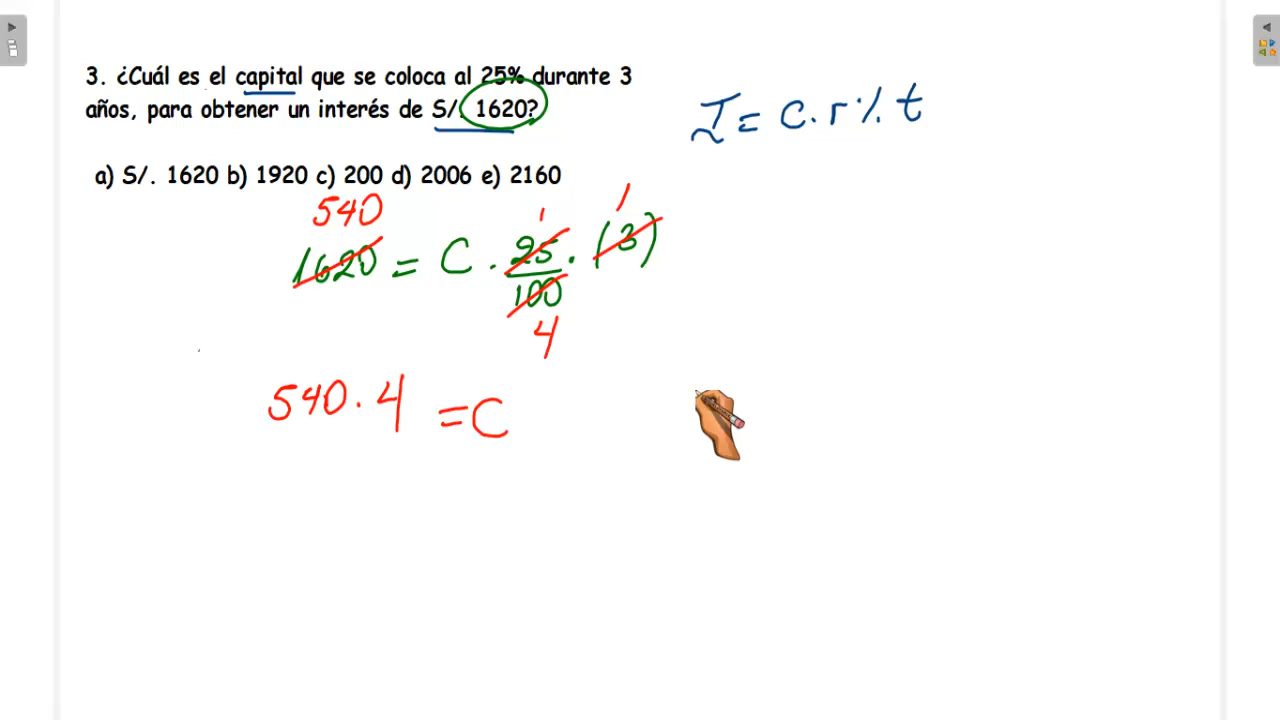 3. ¿Cuál es el capital que se coloca al 25% durante 3
años, para obtener un interés de S/. 1620?
I = C. r %. t
a) S/. 1620 b) 1920 c) 200 d) 2006 e) 2160
540 1 1
1620 = C . 25/100 . (3)
4
540 . 4 = C